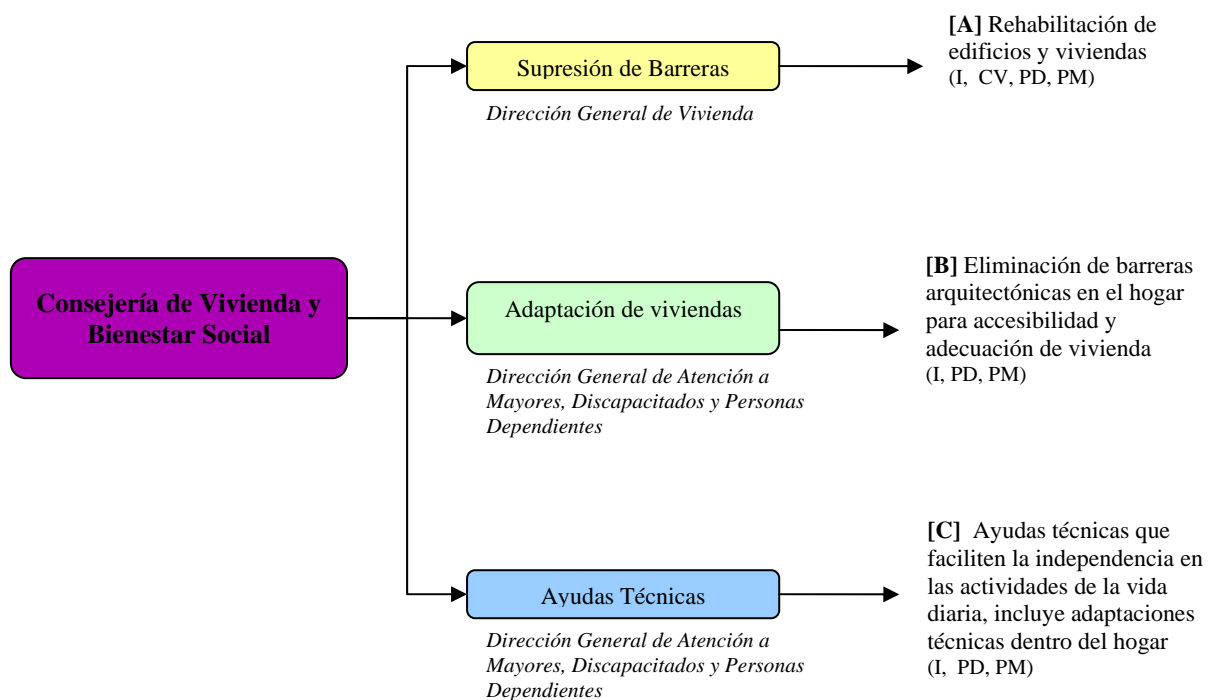 [A] Rehabilitación de
edificios y viviendas
(I, CV, PD, PM)
Supresión de Barreras
Dirección General de Vivienda
Consejería de Vivienda y
Bienestar Social
Adaptación de viviendas
Dirección General de Atención a
Mayores, Discapacitados y Personas
Dependientes
[B] Eliminación de barreras
arquitectónicas en el hogar
para accesibilidad y
adecuación de vivienda
(I, PD, PM)
Ayudas Técnicas
Dirección General de Atención a
Mayores, Discapacitados y Personas
Dependientes
[C] Ayudas técnicas que
faciliten la independencia en
las actividades de la vida
diaria, incluye adaptaciones
técnicas dentro del hogar
(I, PD, PM)